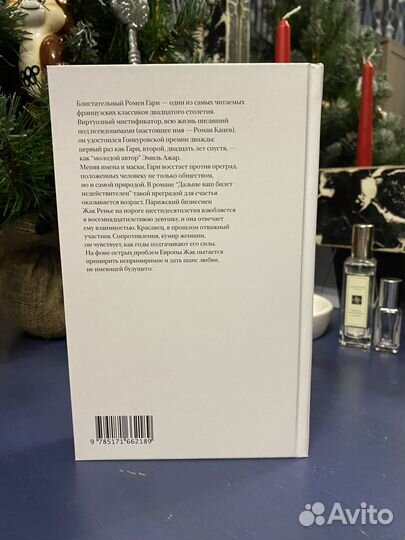 Блистательный Ромен Гари — один из самых читаемых
французских классиков двадцатого столетия.
Виртуозный мистификатор, всю жизнь писавший
под псевдонимами (настоящее имя — Роман Кацев),
он удостоился Гонкуровской премии дважды:
первый раз как Гари, второй, двадцать лет спустя, —
как "молодой автор" Эмиль Ажар.
Меняя имена и маски, Гари восстает против преград,
положенных человеку не только обществом,
но и самой природой. В романе "Дальше ваш билет
недействителен" такой преградой для счастья
оказывается возраст. Парижский бизнесмен
Жак Ренье на пороге шестидесятилетия влюбляется
в восемнадцатилетнюю девушку, и она отвечает
ему взаимностью. Красавец, в прошлом отважный
участник Сопротивления, кумир женщин,
он чувствует, как годы подтачивают его силы.
На фоне острых проблем Европы Жак пытается
примирить непримиримое и дать шанс любви,
не имеющей будущего.
9 785171 662189
Avito